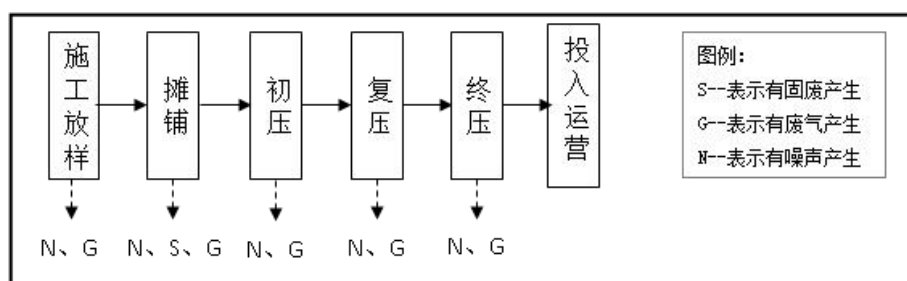 施工放样
摊铺
初压
复压
终压
投入运营
图例:
S--表示有固废产生
G--表示有废气产生
N--表示有噪声产生
N、G
N、S、G
N、G
N、G
N、G